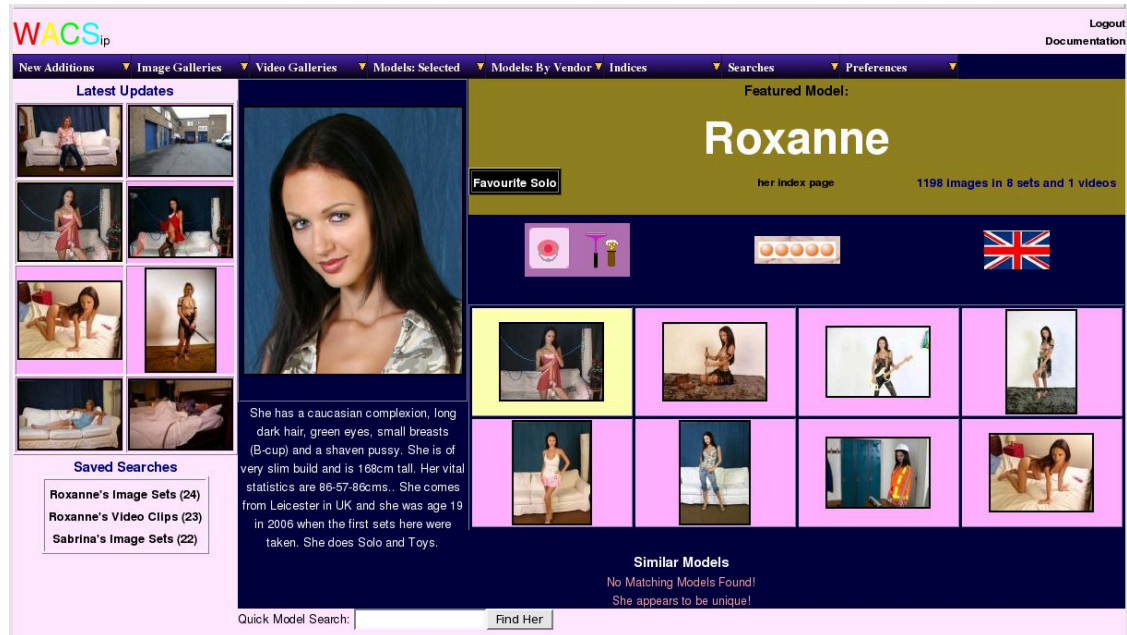 WACSip
Logout
Documentation
New Additions
Image Galleries
Video Galleries
Models: Selected
Models: By Vendor
Indices
Searches
Preferences
Latest Updates
Saved Searches
Roxanne's Image Sets (24)
Roxanne's Video Clips (23)
Sabrina's Image Sets (22)
She has a caucasian complexion, long
dark hair, green eyes, small breasts
(B-cup) and a shaven pussy. She is of
very slim build and is 168cm tall. Her vital
statistics are 86-57-86cms.. She comes
from Leicester in UK and she was age 19
in 2006 when the first sets here were
taken. She does Solo and Toys.
Featured Model:
Roxanne
Favourite Solo
her index page
1198 images in 8 sets and 1 videos
Similar Models
No Matching Models Found!
She appears to be unique!
Quick Model Search:
Find Her